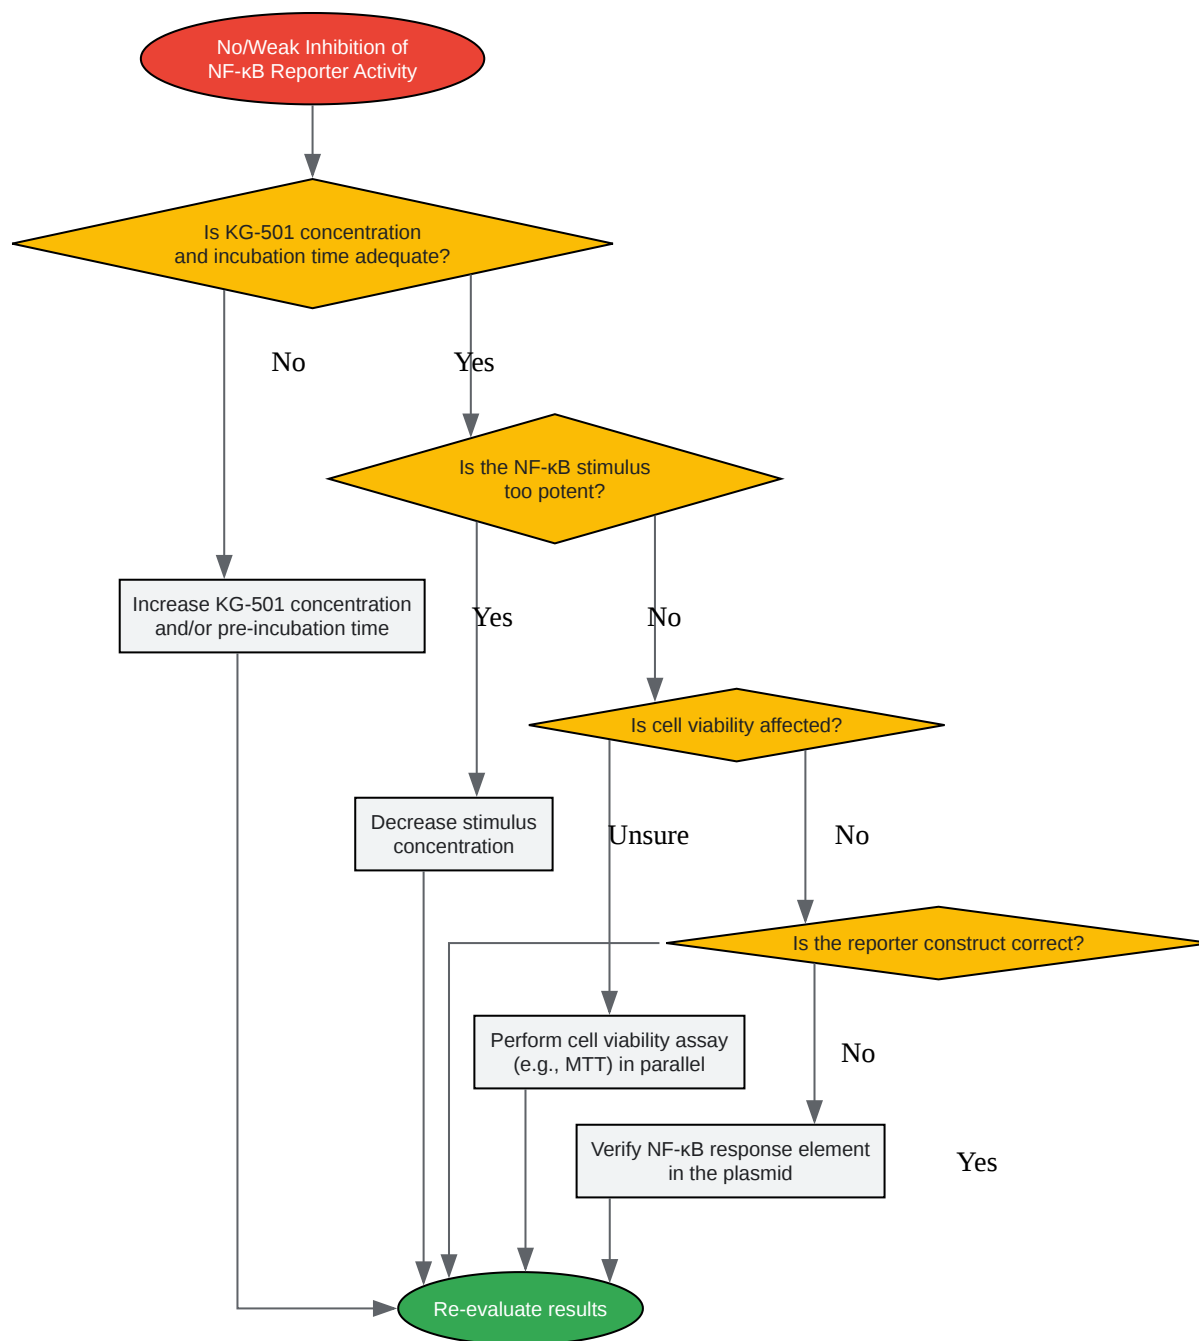 No/Weak Inhibition of
NF-κB Reporter Activity
Is KG-501 concentration
and incubation time adequate?
No
Yes
Is the NF-κB stimulus
too potent?
Increase KG-501 concentration
and/or pre-incubation time
Yes
No
Is cell viability affected?
Decrease stimulus
concentration
Unsure
No
Is the reporter construct correct?
Perform cell viability assay
(e.g., MTT) in parallel
No
Verify NF-κB response element
in the plasmid
Yes
Re-evaluate results